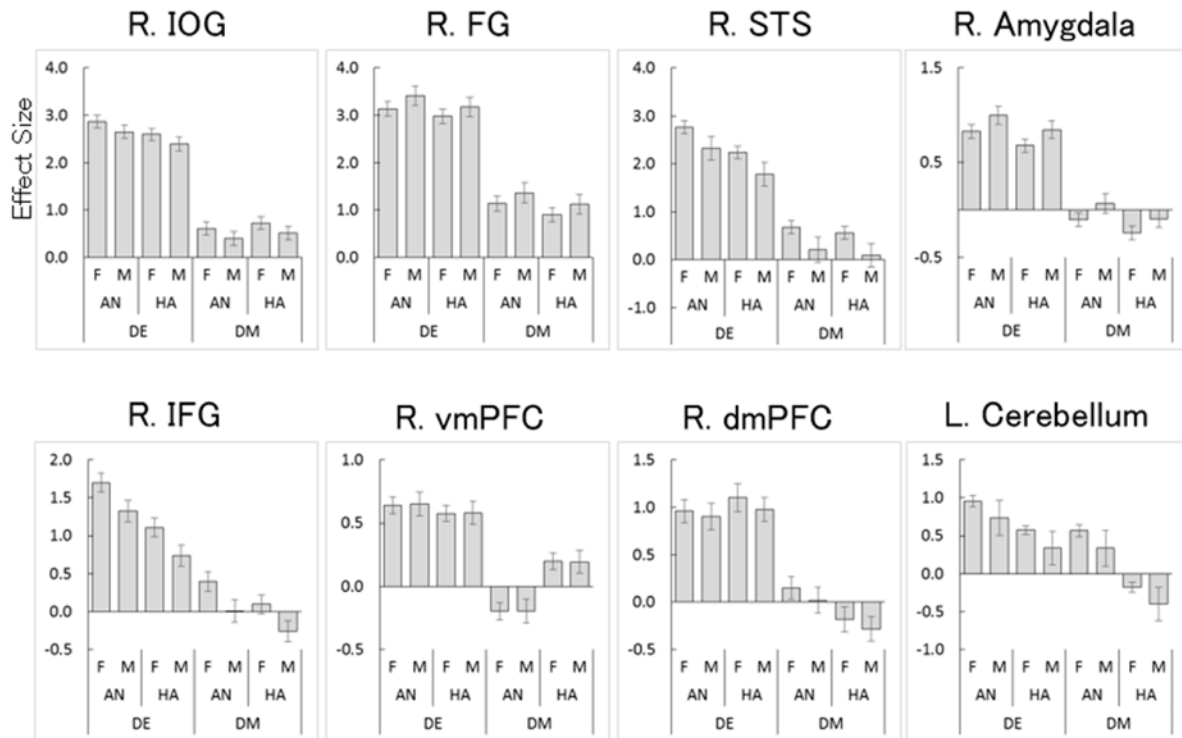 R. IOG R. FG R. STS R. Amygdala
Effect Size
4.0 4.0 4.0 1.5
3.0 3.0 3.0
2.0 2.0 2.0 0.5
1.0 1.0 1.0
0.0 0.0 0.0 -0.5
-1.0
F M F M F M F M F M F M F M F M F M F M F M F M F M F M F M F M
AN HA AN HA AN HA AN HA AN HA AN HA AN HA AN HA
DE DM DE DM DE DM DE DM
R. IFG R. vmPFC R. dmPFC L. Cerebellum
2.0 1.0 1.5 1.5
1.5 0.5 1.0 1.0
1.0 0.0 0.5 0.5
0.5 -0.5 0.0 0.0
0.0 -0.5 -0.5
-0.5 -1.0
F M F M F M F M F M F M F M F M F M F M F M F M F M F M F M F M
AN HA AN HA AN HA AN HA AN HA AN HA AN HA AN HA
DE DM DE DM DE DM DE DM